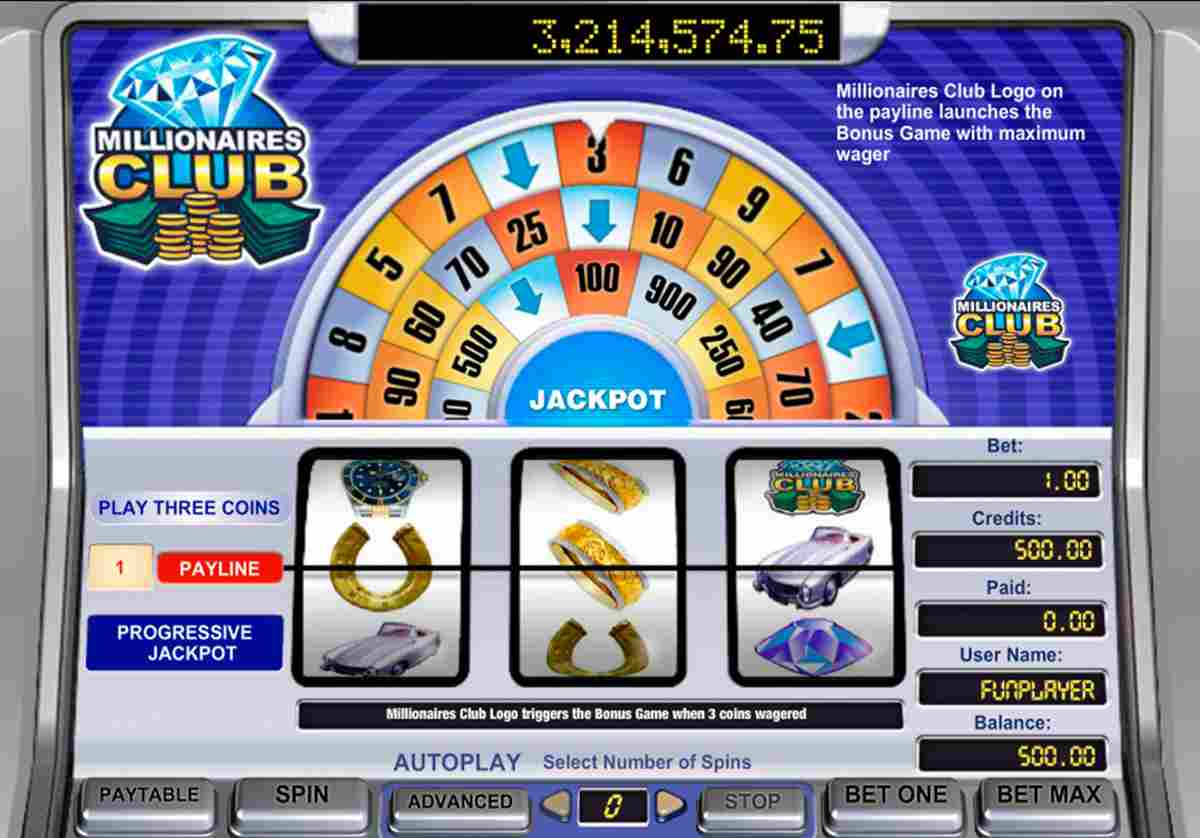 3,214,574.75
MILLIONAIRES
CLUB
Millionaires Club Logo on
the payline launches the
Bonus Game with maximum
wager
3
6
9
7
7
5
8
25
10
90
40
70
70
60
90
100
900
250
500
JACKPOT
MILLIONAIRES
CLUB
Bet:
1.00
Credits:
500.00
Paid:
0.00
User Name:
FUNPLAYER
Balance:
500.00
PLAY THREE COINS
1 PAYLINE
PROGRESSIVE
JACKPOT
MILLIONAIRES
CLUB
Millionaires Club Logo triggers the Bonus Game when 3 coins wagered
AUTOPLAY Select Number of Spins
PAYTABLE SPIN ADVANCED 0 STOP BET ONE BET MAX